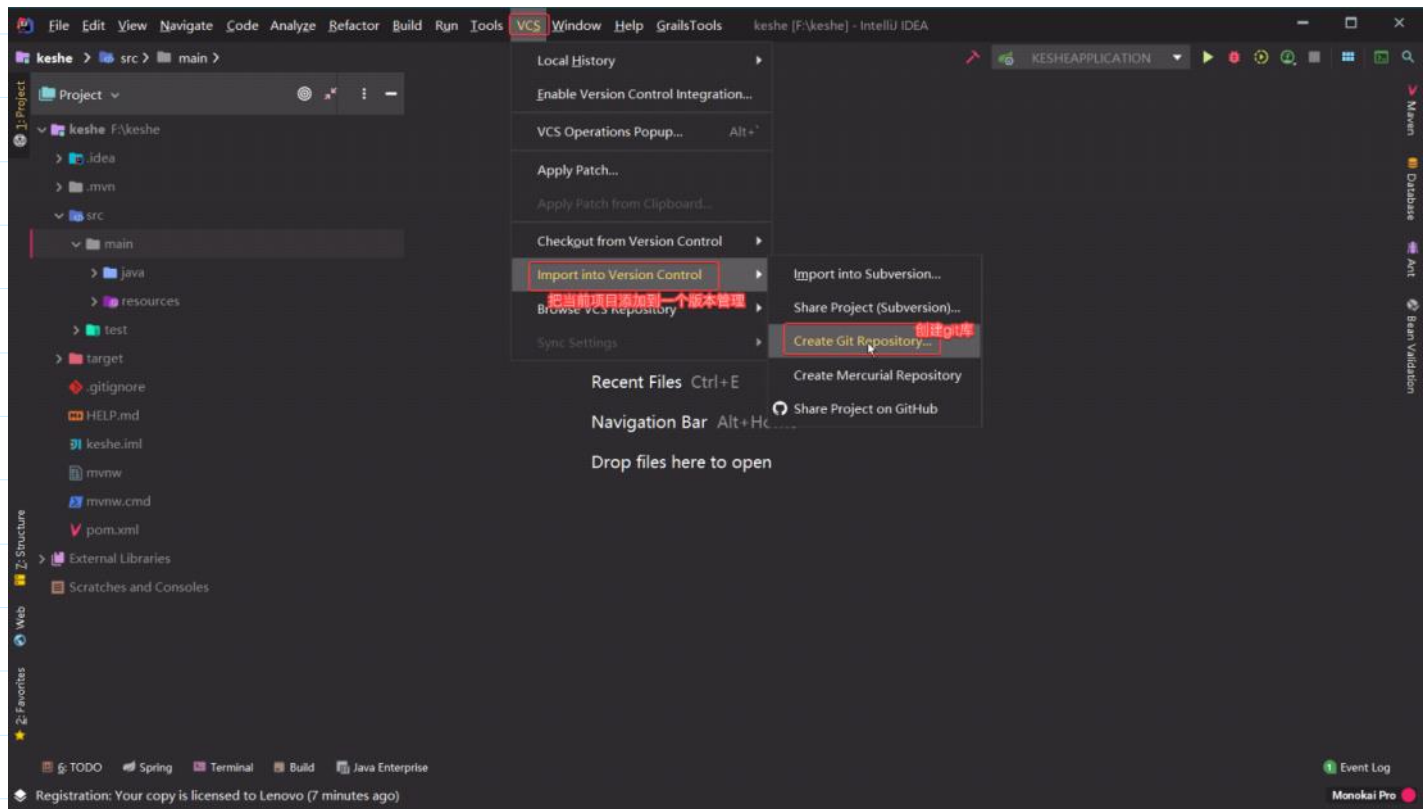 File Edit View Navigate Code Analyze Refactor Build Run Tools VCS Window Help GrailsTools keshe [F:\keshe] - IntelliJ IDEA
keshe src main
KESHEAPPLICATION
1: Project
Project
keshe F:\keshe
.idea
.mvn
src
main
java
resources
test
target
.gitignore
HELP.md
keshe.iml
mvnw
mvnw.cmd
pom.xml
External Libraries
Scratches and Consoles
Local History
Enable Version Control Integration...
VCS Operations Popup... Alt+`
Apply Patch...
Apply Patch from Clipboard...
Checkout from Version Control
Import into Version Control
把当前项目添加到一个版本管理
Browse VCS Repository
Sync Settings
Import into Subversion...
Share Project (Subversion)...
创建git库
Create Git Repository...
Create Mercurial Repository
Share Project on GitHub
Recent Files Ctrl+E
Navigation Bar Alt+Home
Drop files here to open
Maven
Database
Ant
Bean Validation
Z: Structure
Web
2: Favorites
6: TODO Spring Terminal Build Java Enterprise
1 Event Log
Registration: Your copy is licensed to Lenovo (7 minutes ago)
Monokai Pro